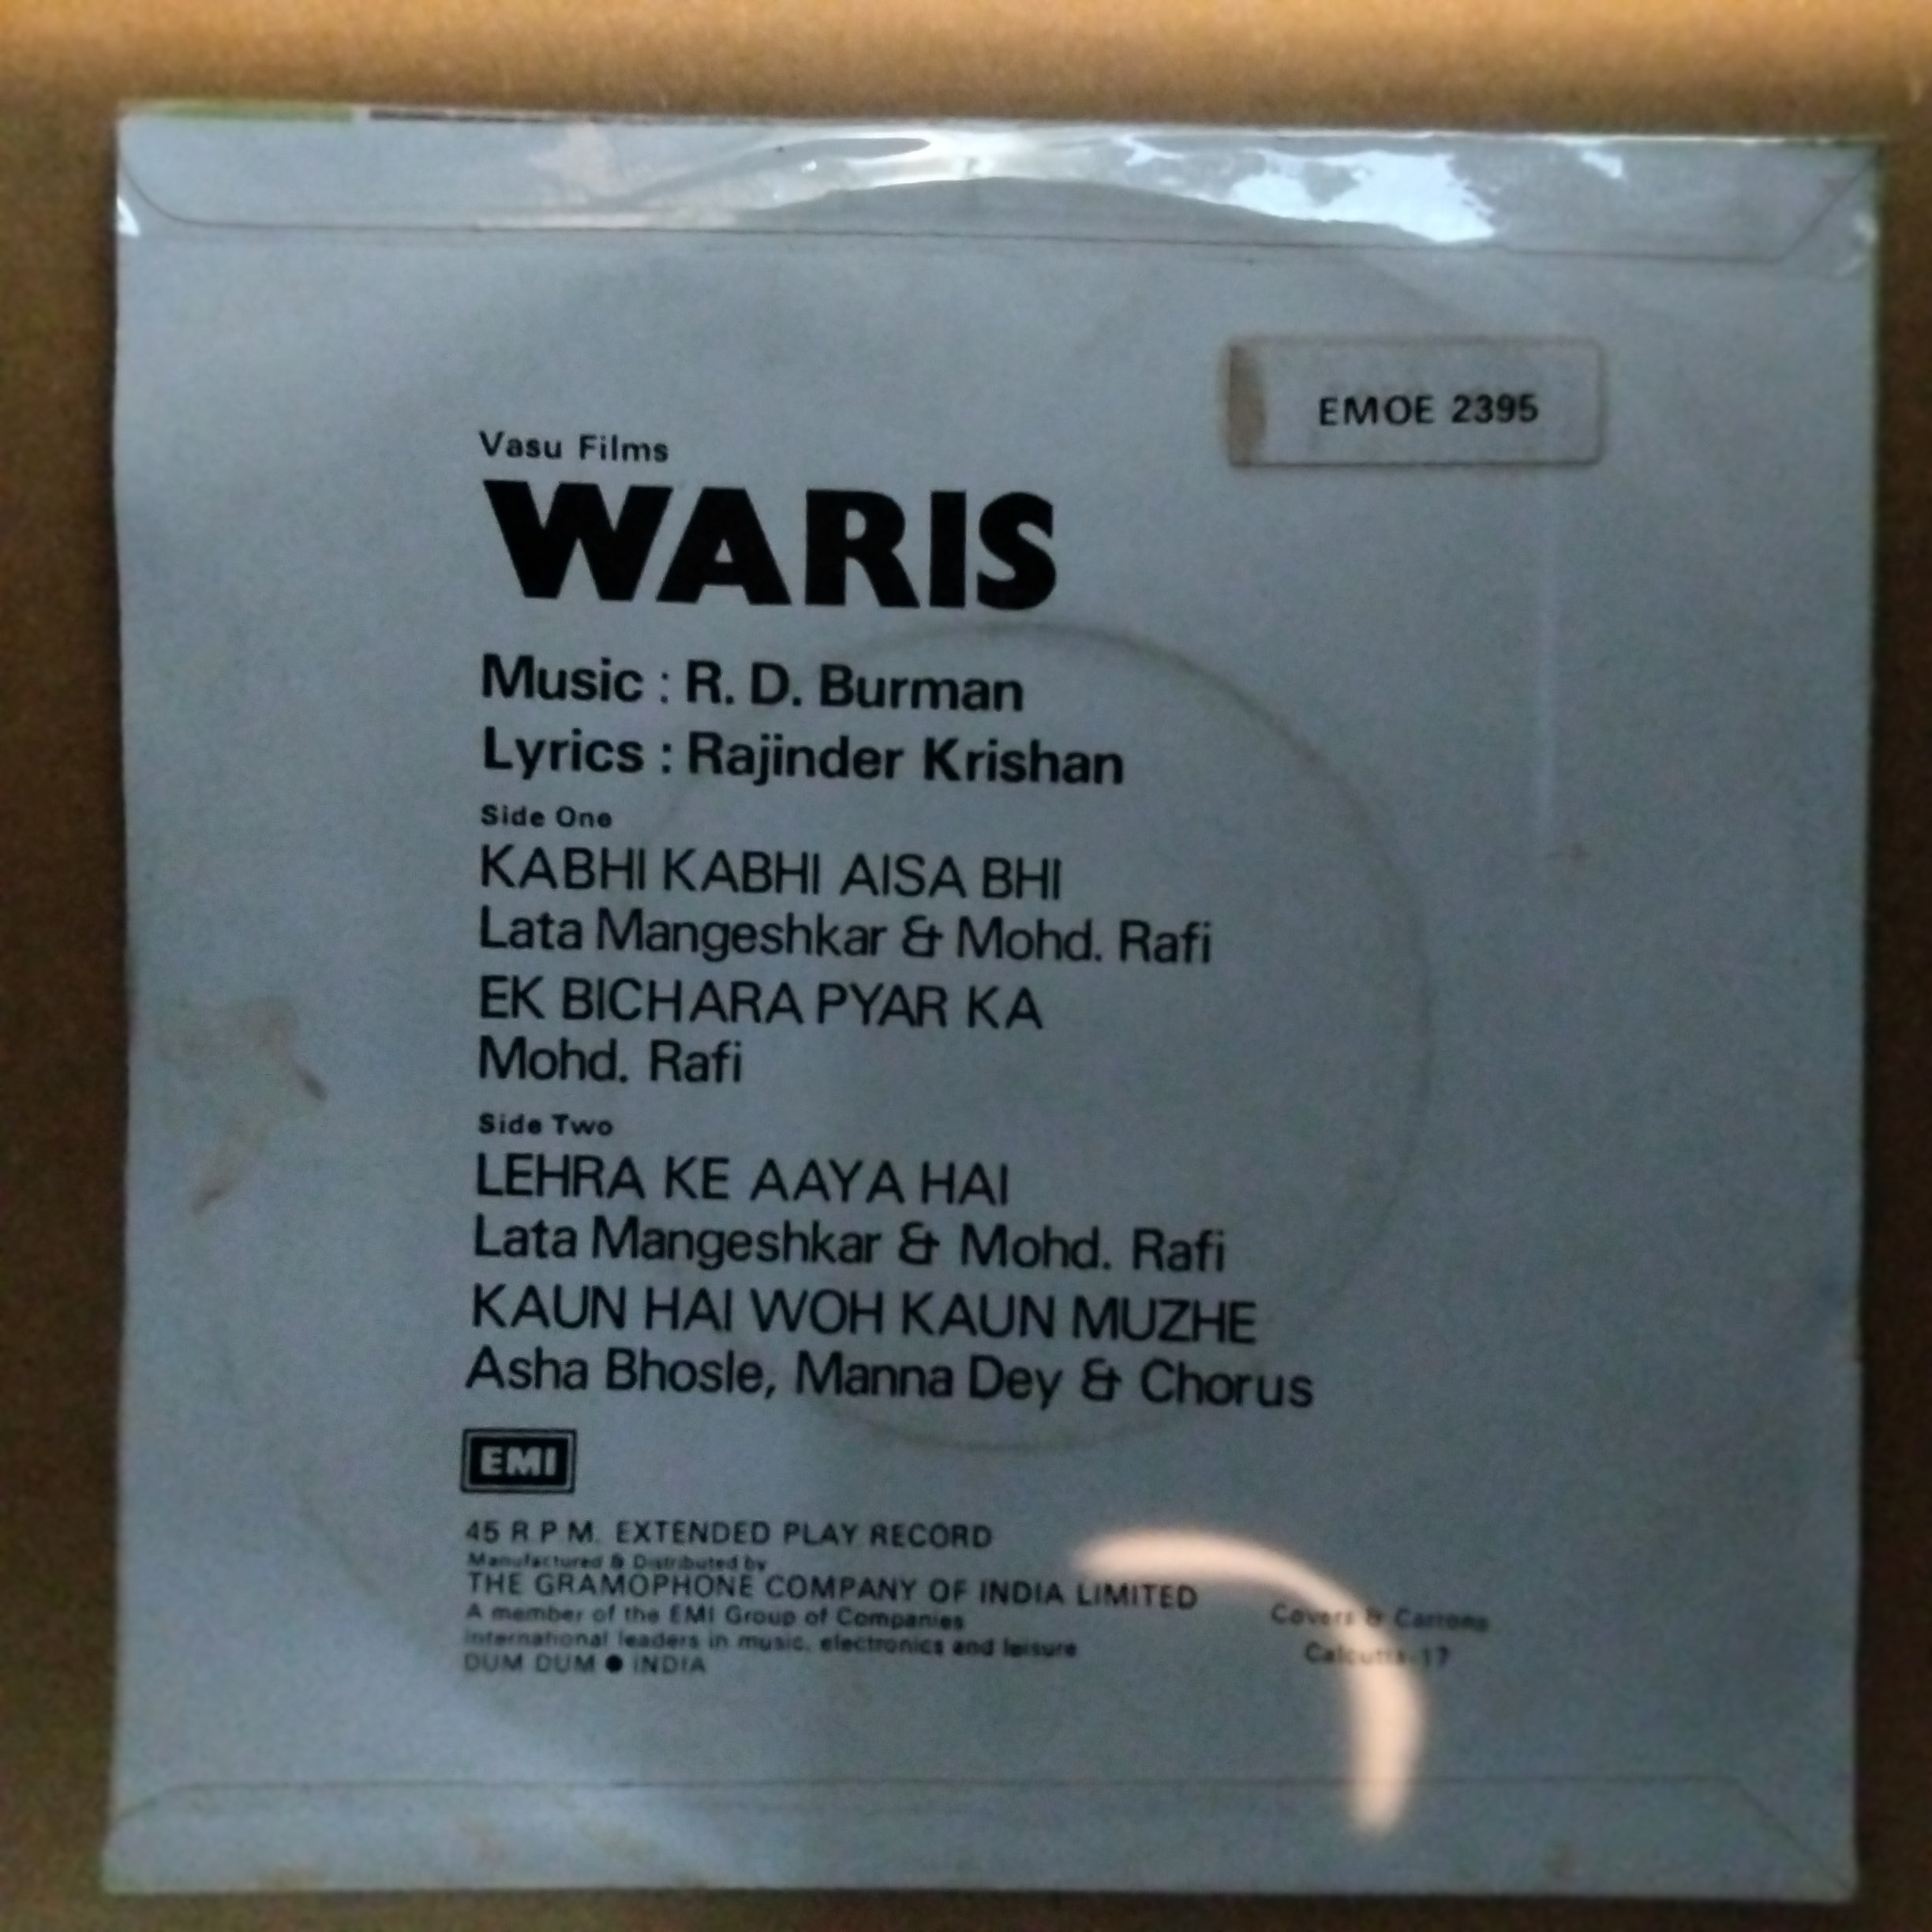 EMOE 2395
Vasu Films
WARIS
Music : R. D. Burman
Lyrics : Rajinder Krishan
Side One
KABHI KABHI AISA BHI
Lata Mangeshkar & Mohd. Rafi
EK BICHARA PYAR KA
Mohd. Rafi
Side Two
LEHRA KE AAYA HAI
Lata Mangeshkar & Mohd. Rafi
KAUN HAI WOH KAUN MUZHE
Asha Bhosle, Manna Dey & Chorus
EMI
45 R P M. EXTENDED PLAY RECORD
Manufactured & Distributed by
THE GRAMOPHONE COMPANY OF INDIA LIMITED
A member of the EMI Group of Companies
International leaders in music, electronics and leisure
DUM DUM ● INDIA
Covers & Cartons
Calcutta-17